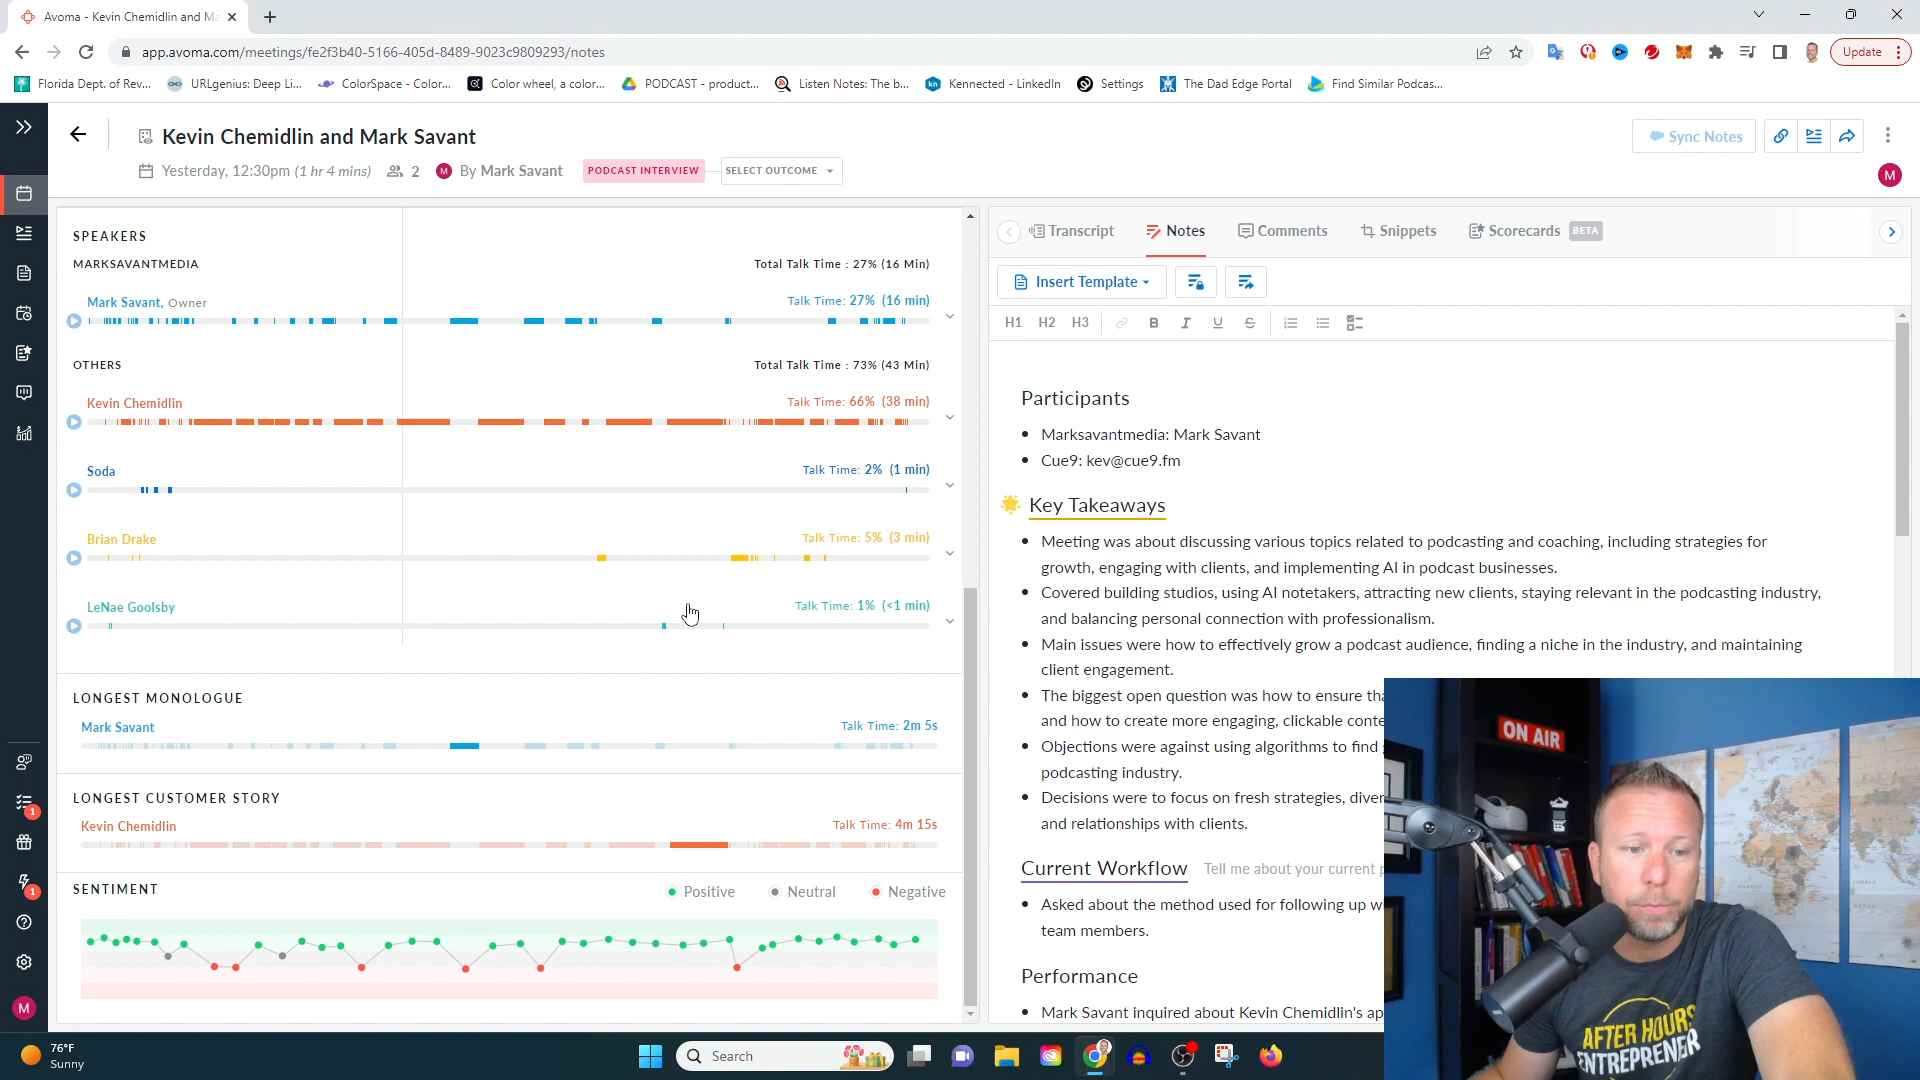 Avoma - Kevin Chemidlin and Ma
app.avoma.com/meetings/fe2f3b40-5166-405d-8489-9023c9809293/notes
Update
Florida Dept. of Rev...
URLgenius: Deep Li...
ColorSpace - Color...
Color wheel, a color...
PODCAST - product...
Listen Notes: The b...
kn
Kennected - LinkedIn
Settings
The Dad Edge Portal
Find Similar Podcas...
Kevin Chemidlin and Mark Savant
Sync Notes
Yesterday, 12:30pm (1 hr 4 mins)
2
M
By Mark Savant
PODCAST INTERVIEW
SELECT OUTCOME
M
SPEAKERS
MARKSAVANTMEDIA
Total Talk Time : 27% (16 Min)
Mark Savant, Owner
Talk Time: 27% (16 min)
OTHERS
Total Talk Time : 73% (43 Min)
Kevin Chemidlin
Talk Time: 66% (38 min)
Soda
Talk Time: 2% (1 min)
Brian Drake
Talk Time: 5% (3 min)
LeNae Goolsby
Talk Time: 1% (<1 min)
LONGEST MONOLOGUE
Mark Savant
Talk Time: 2m 5s
LONGEST CUSTOMER STORY
Kevin Chemidlin
Talk Time: 4m 15s
SENTIMENT
Positive
Neutral
Negative
Transcript
Notes
Comments
Snippets
Scorecards
BETA
Insert Template
H1
H2
H3
B
I
U
S
Participants
Marksavantmedia: Mark Savant
Cue9: kev@cue9.fm
Key Takeaways
Meeting was about discussing various topics related to podcasting and coaching, including strategies for
growth, engaging with clients, and implementing AI in podcast businesses.
Covered building studios, using AI notetakers, attracting new clients, staying relevant in the podcasting industry,
and balancing personal connection with professionalism.
Main issues were how to effectively grow a podcast audience, finding a niche in the industry, and maintaining
client engagement.
The biggest open question was how to ensure tha
and how to create more engaging, clickable conte
Objections were against using algorithms to find
podcasting industry.
Decisions were to focus on fresh strategies, diver
and relationships with clients.
Current Workflow
Tell me about your current p
Asked about the method used for following up w
team members.
Performance
Mark Savant inquired about Kevin Chemidlin's ap
1
1
M
ON AIR
AFTER HOURS
ENTREPRENER
76°F
Sunny
Search